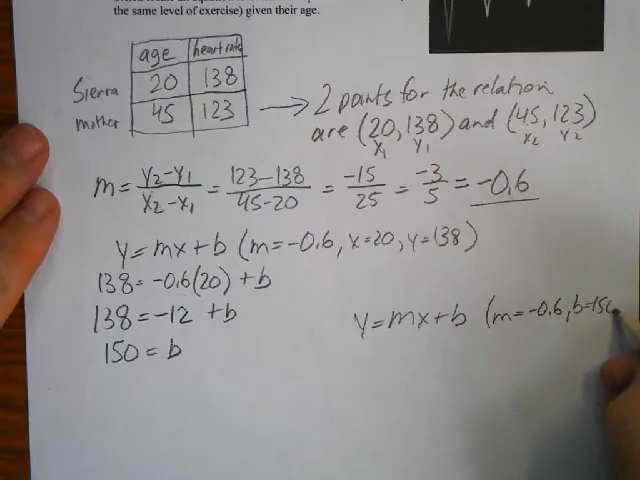 the same level of exercise) given their age.
age heart rate
Sierra 20 138
mother 45 123
→ 2 points for the relation
are (20, 138) and (45, 123)
x₁ y₁ x₂ y₂
m = y₂-y₁ / x₂-x₁ = 123-138 / 45-20 = -15 / 25 = -3 / 5 = -0.6
y = mx + b (m = -0.6, x = 20, y = 138)
138 = -0.6(20) + b
138 = -12 + b
150 = b
y = mx + b (m = -0.6, b = 150